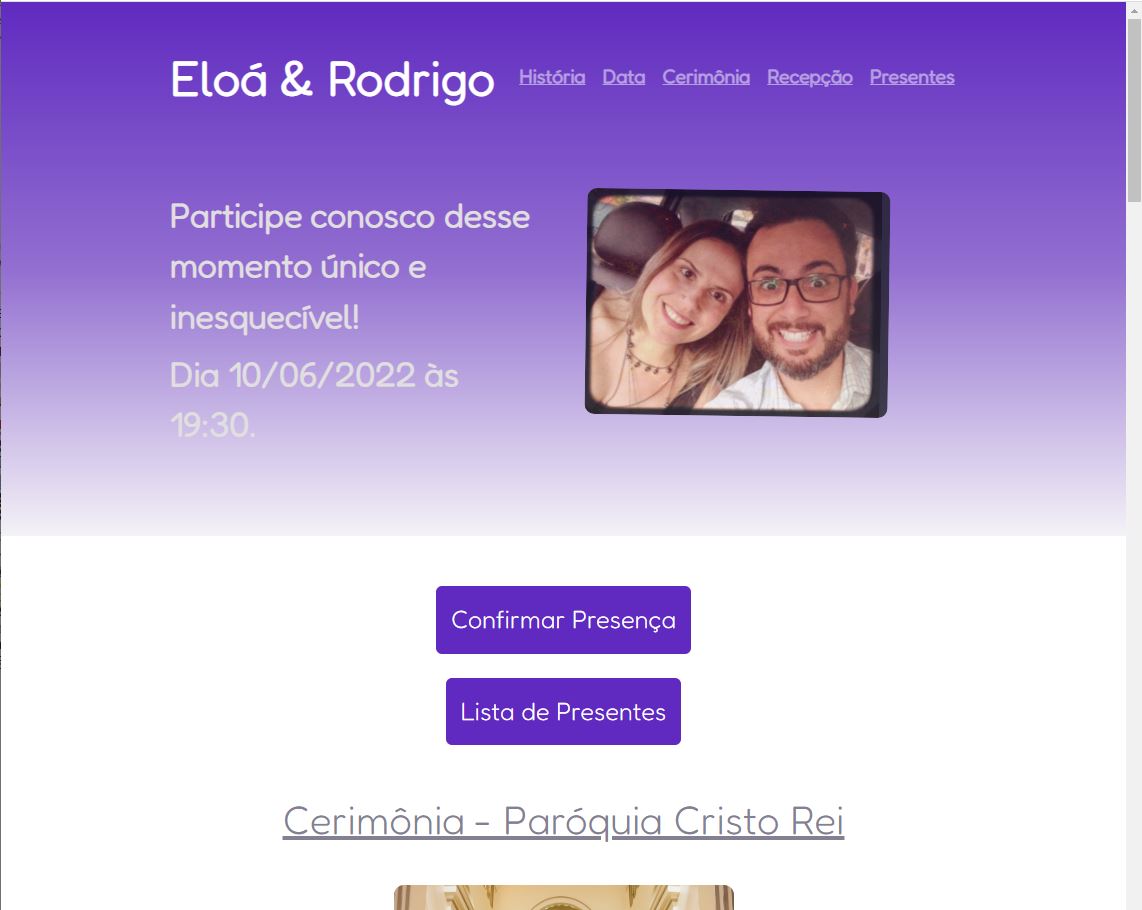 Eloá & Rodrigo
História Data Cerimônia Recepção Presentes
Participe conosco desse
momento único e
inesquecível!
Dia 10/06/2022 às
19:30.
Confirmar Presença
Lista de Presentes
Cerimônia - Paróquia Cristo Rei